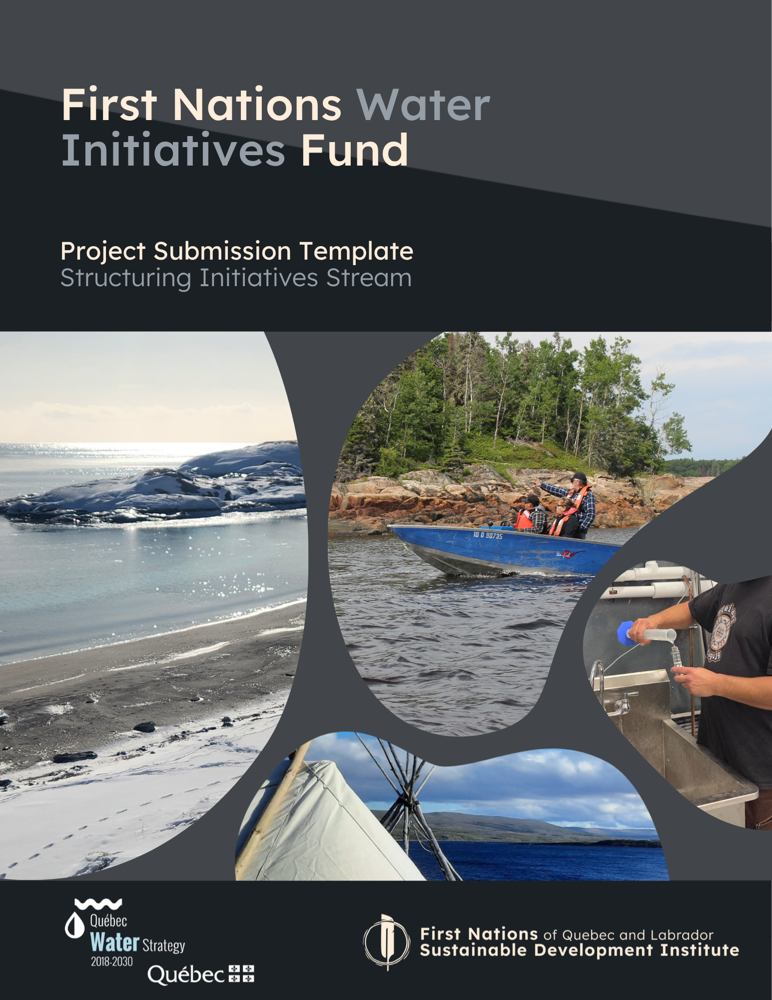 First Nations Water
Initiatives Fund
Project Submission Template
Structuring Initiatives Stream
10 D 90735
Starfish
Québec
Water Strategy
2018-2030
Québec
First Nations of Quebec and Labrador
Sustainable Development Institute